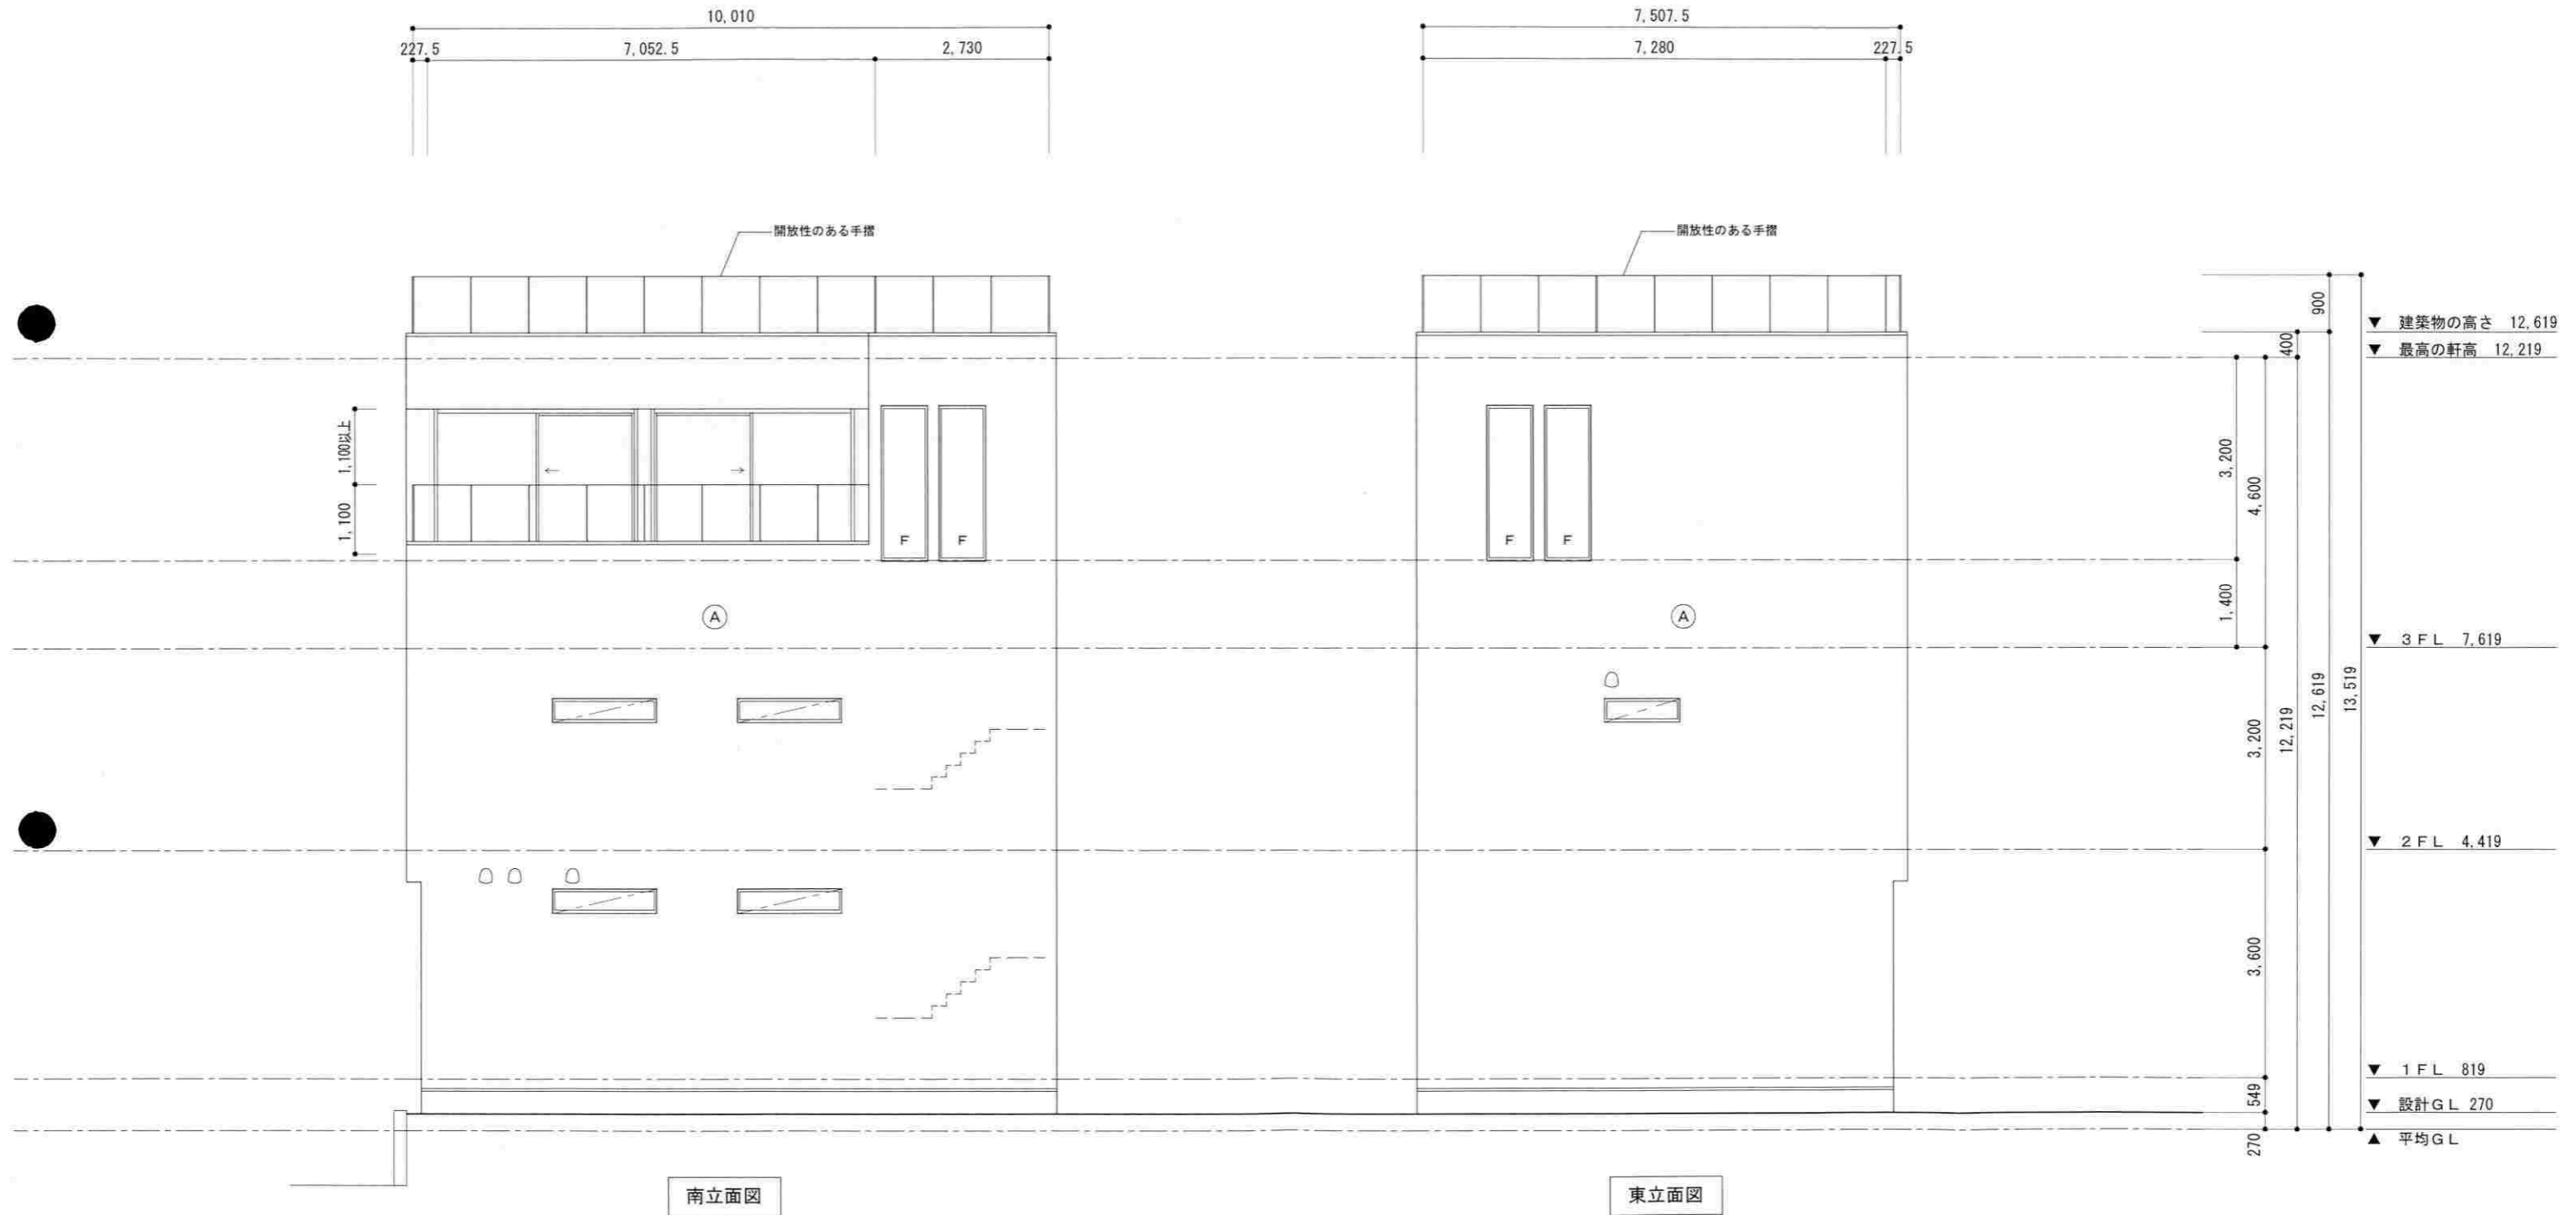 10,010
7,507.5
227.5
7,052.5
2,730
7,280
227.5
開放性のある手摺
開放性のある手摺
900
▼ 建築物の高さ 12,619
400
▼ 最高の軒高 12,219
1,100以上
3,200
4,600
1,100
F
F
F
F
1,400
A
A
▼ 3FL 7,619
12,619
13,519
12,219
3,200
▼ 2FL 4,419
3,600
▼ 1FL 819
549
▼ 設計GL 270
270
▲ 平均GL
南立面図
東立面図